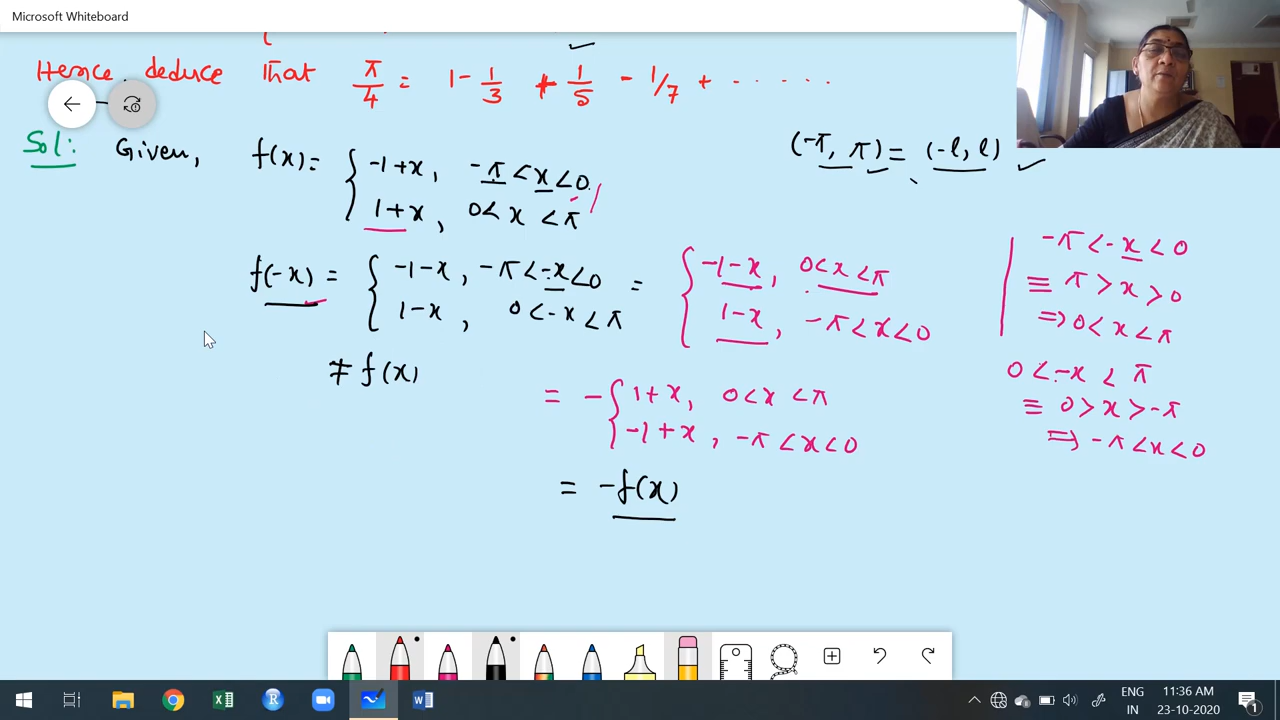 Microsoft Whiteboard
Hence deduce that π/4 = 1 - 1/3 + 1/5 - 1/7 + ......
Sol: Given, f(x) = { -1+x, -π<x<0
1+x, 0<x<π
(-π, π) = (-l, l)
f(-x) = { -1-x, -π<-x<0
1-x, 0<-x<π
= { -1-x, 0<x<π
1-x, -π<x<0
≠ f(x)
= -{ 1+x, 0<x<π
-1+x, -π<x<0
= -f(x)
-π<-x<0
≡ π>x>0
⇒ 0<x<π
0<-x<π
≡ 0>x>-π
⇒ -π<x<0
ENG
IN
11:36 AM
23-10-2020
1